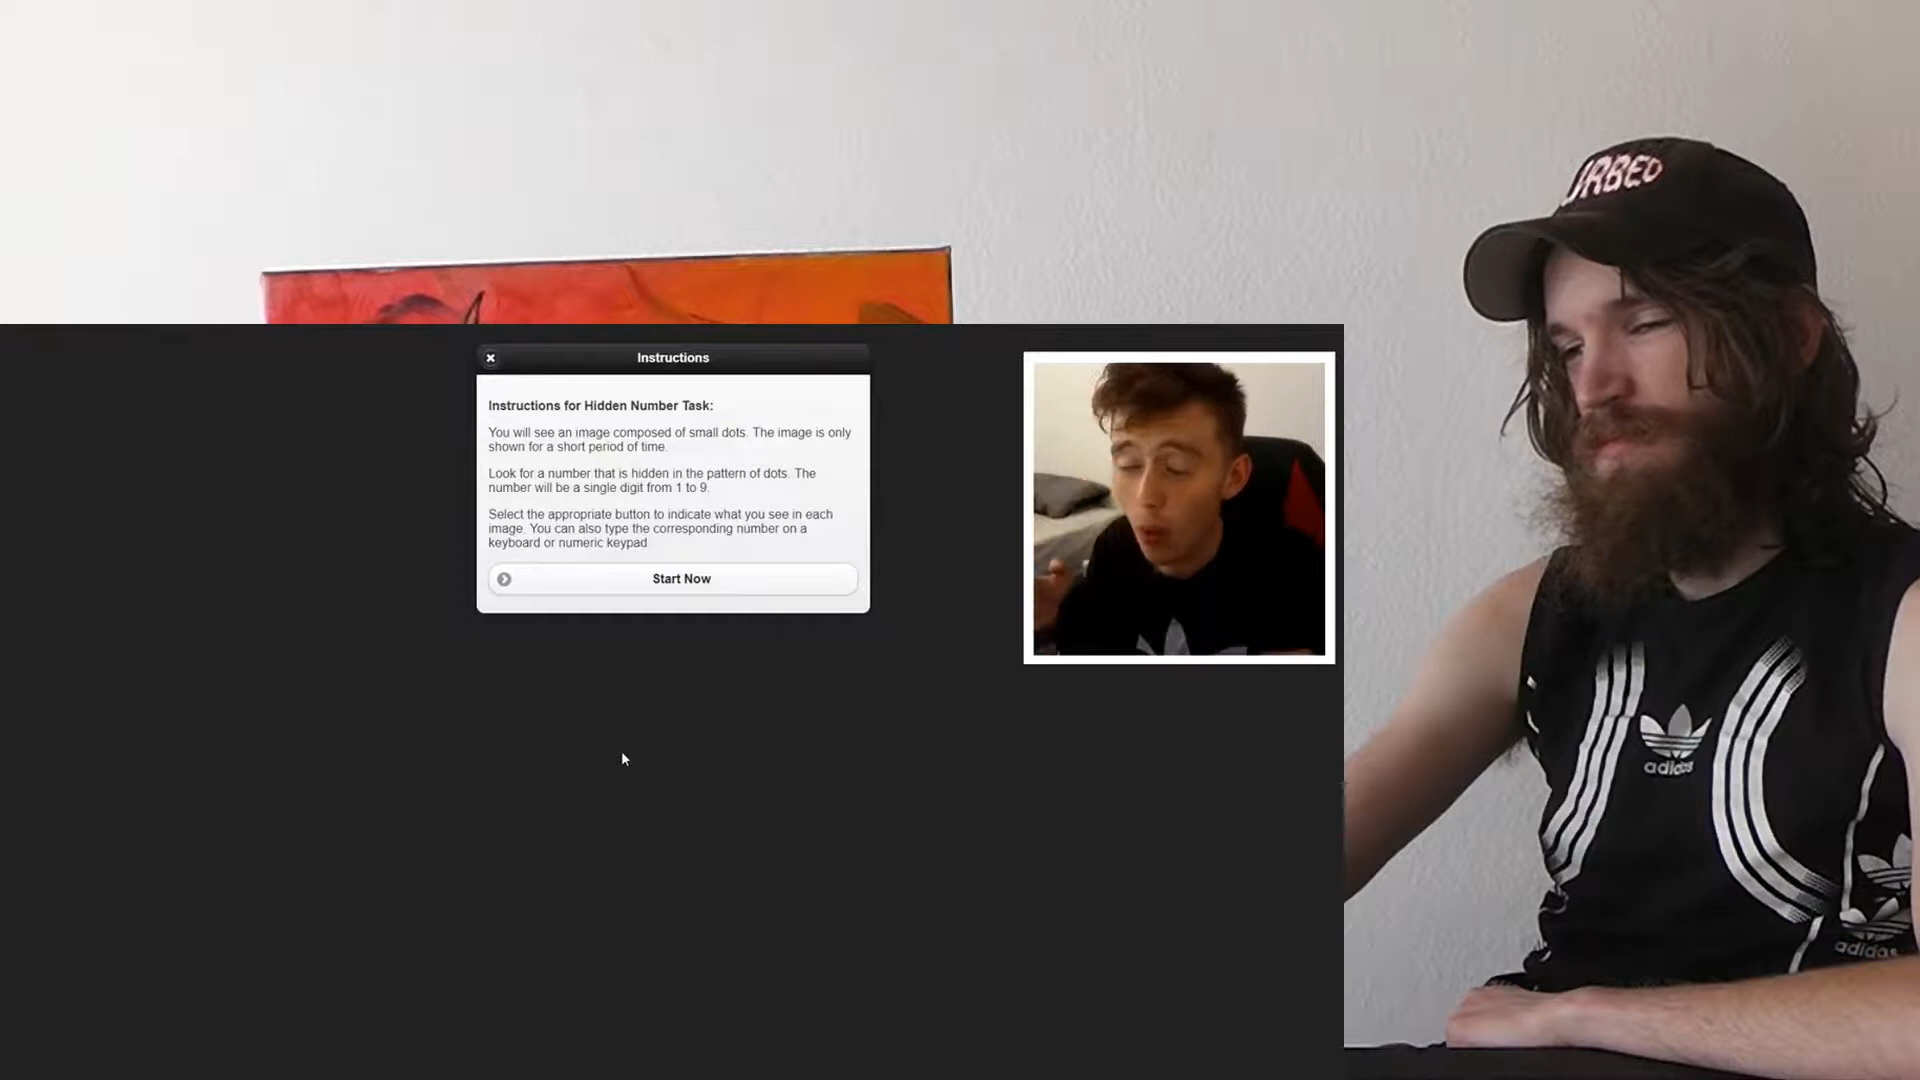 URBED
Instructions
Instructions for Hidden Number Task:
You will see an image composed of small dots. The image is only
shown for a short period of time.
Look for a number that is hidden in the pattern of dots. The
number will be a single digit from 1 to 9.
Select the appropriate button to indicate what you see in each
image. You can also type the corresponding number on a
keyboard or numeric keypad.
Start Now
adidas
adidas